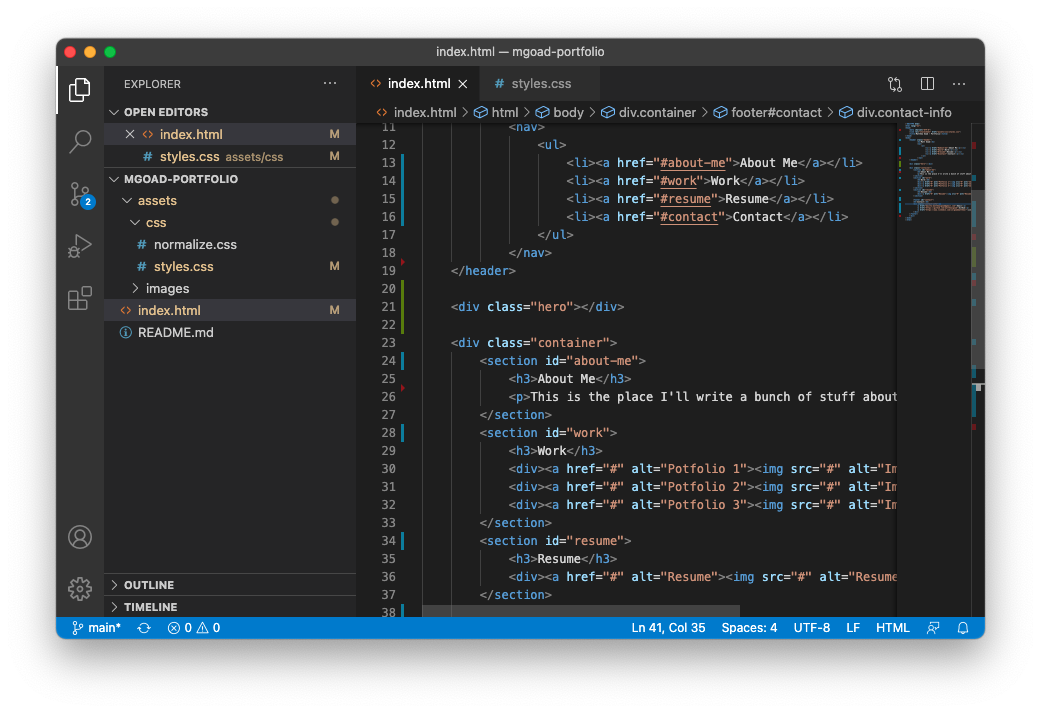 index.html — mgoad-portfolio
EXPLORER
OPEN EDITORS
index.html M
styles.css assets/css M
MGOAD-PORTFOLIO
assets
css
# normalize.css
# styles.css M
images
index.html M
README.md
OUTLINE
TIMELINE
index.html
# styles.css
index.html > html > body > div.container > footer#contact > div.contact-info
11 <nav>
12 <ul>
13 <li><a href="#about-me">About Me</a></li>
14 <li><a href="#work">Work</a></li>
15 <li><a href="#resume">Resume</a></li>
16 <li><a href="#contact">Contact</a></li>
17 </ul>
18 </nav>
19 </header>
20
21 <div class="hero"></div>
22
23 <div class="container">
24 <section id="about-me">
25 <h3>About Me</h3>
26 <p>This is the place I'll write a bunch of stuff about
27 </section>
28 <section id="work">
29 <h3>Work</h3>
30 <div><a href="#" alt="Potfolio 1"><img src="#" alt="Im
31 <div><a href="#" alt="Potfolio 2"><img src="#" alt="Im
32 <div><a href="#" alt="Potfolio 3"><img src="#" alt="Im
33 </section>
34 <section id="resume">
35 <h3>Resume</h3>
36 <div><a href="#" alt="Resume"><img src="#" alt="Resume
37 </section>
38
2
main* 0 0 Ln 41, Col 35 Spaces: 4 UTF-8 LF HTML